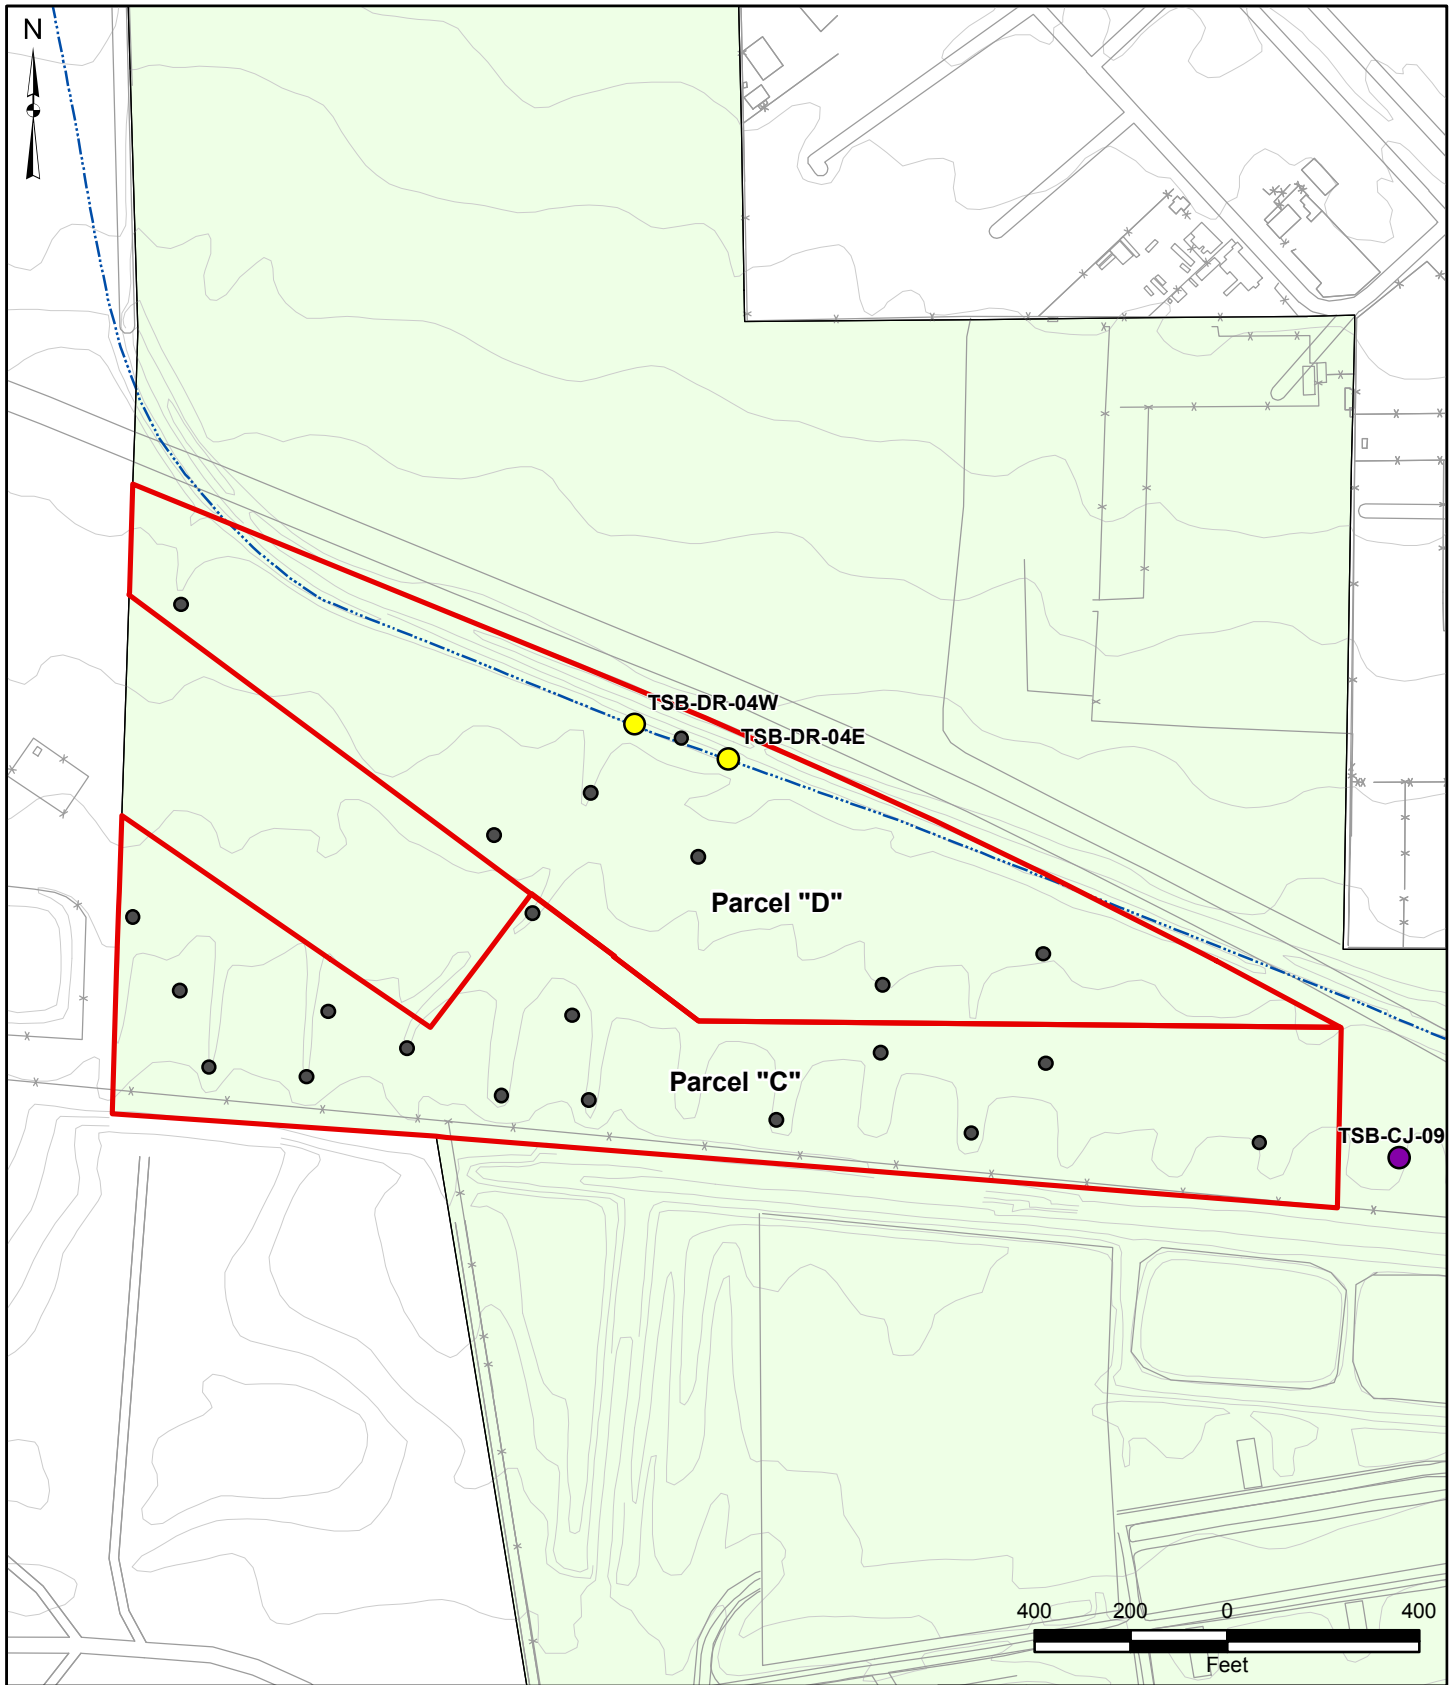 N
TSB-DR-04W
TSB-DR-04E
Parcel "D"
Parcel "C"
TSB-CJ-09
400 200 0 400
Feet